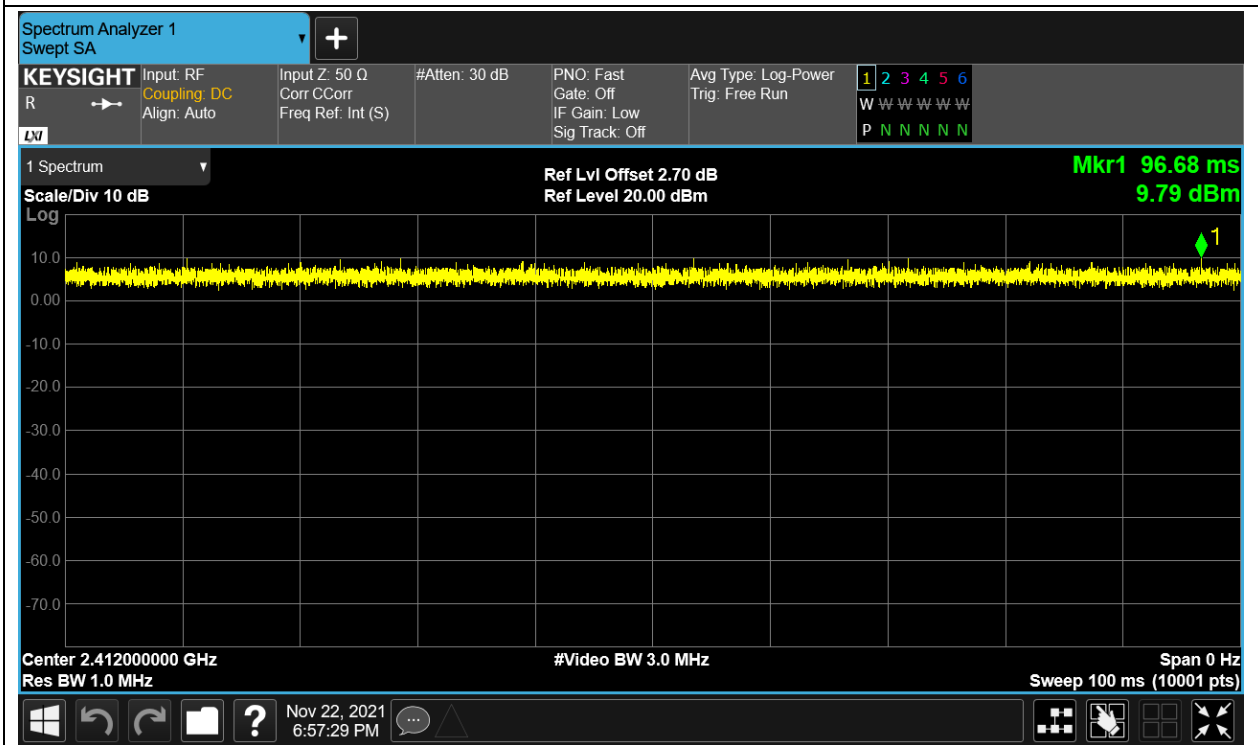 Spectrum Analyzer 1
Swept SA
KEYSIGHT
R
LXI
Input: RF
Coupling: DC
Align: Auto
Input Z: 50 Ω
Corr CCorr
Freq Ref: Int (S)
#Atten: 30 dB
PNO: Fast
Gate: Off
IF Gain: Low
Sig Track: Off
Avg Type: Log-Power
Trig: Free Run
1 2 3 4 5 6
W W W W W W
P N N N N N
1 Spectrum
Scale/Div 10 dB
Ref Lvl Offset 2.70 dB
Ref Level 20.00 dBm
Mkr1 96.68 ms
9.79 dBm
Log
1
10.0
0.00
-10.0
-20.0
-30.0
-40.0
-50.0
-60.0
-70.0
Center 2.412000000 GHz
#Video BW 3.0 MHz
Span 0 Hz
Res BW 1.0 MHz
Sweep 100 ms (10001 pts)
?
Nov 22, 2021
6:57:29 PM